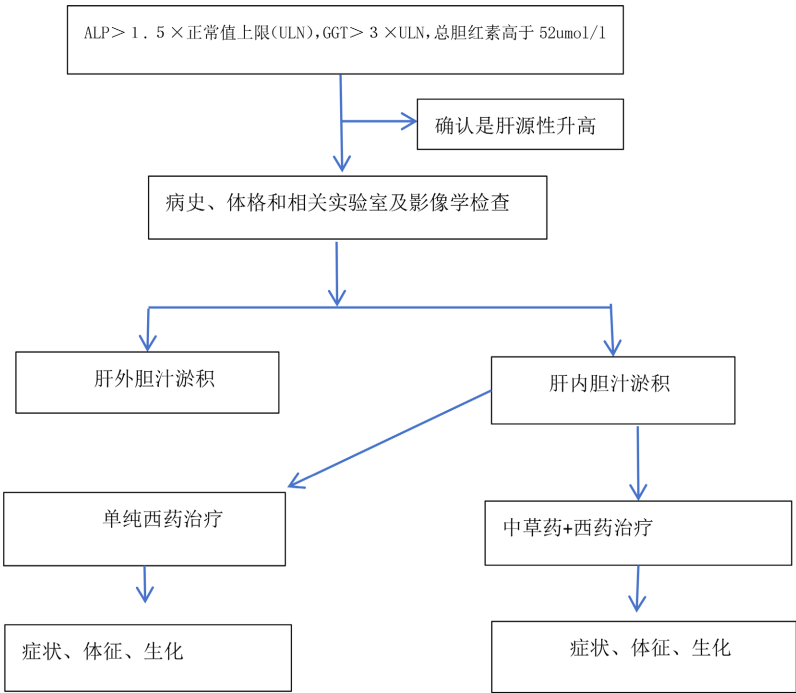 ALP＞1.5×正常值上限(ULN),GGT＞3×ULN,总胆红素高于52umol/l
确认是肝源性升高
病史、体格和相关实验室及影像学检查
肝外胆汁淤积
肝内胆汁淤积
单纯西药治疗
中草药+西药治疗
症状、体征、生化
症状、体征、生化